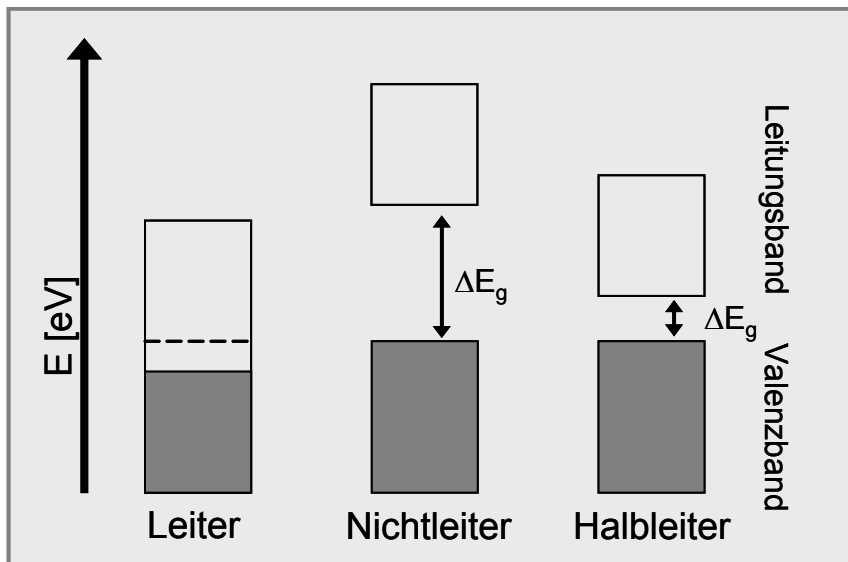 E [eV]
Leiter
Nichtleiter
Halbleiter
ΔEg
ΔEg
Leitungsband
Valenzband